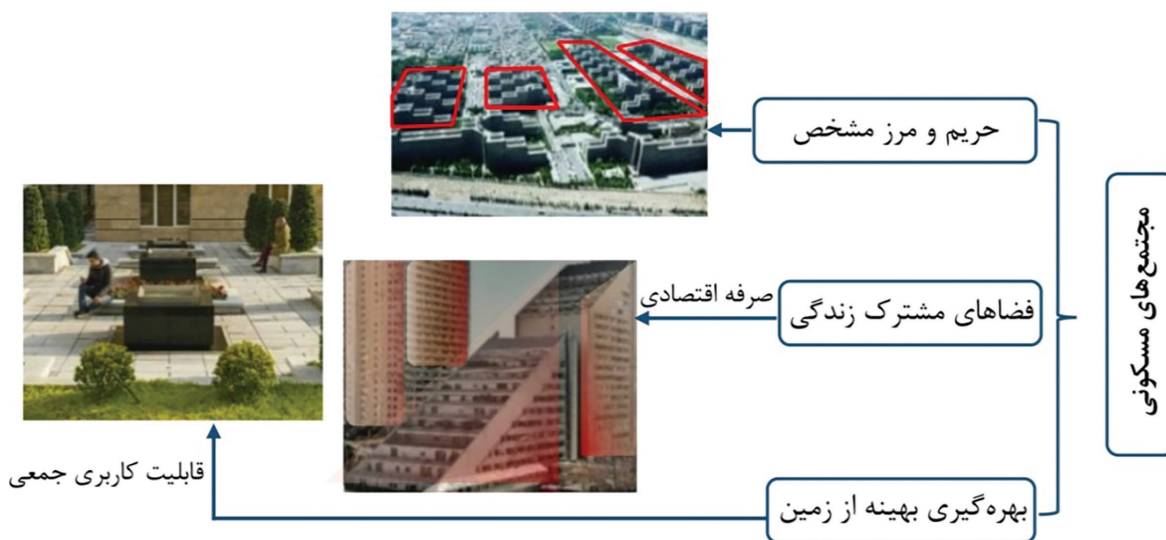 مجتمع‌های مسکونی
حریم و مرز مشخص
فضاهای مشترک زندگی
صرفه اقتصادی
بهره‌گیری بهینه از زمین
قابلیت کاربری جمعی